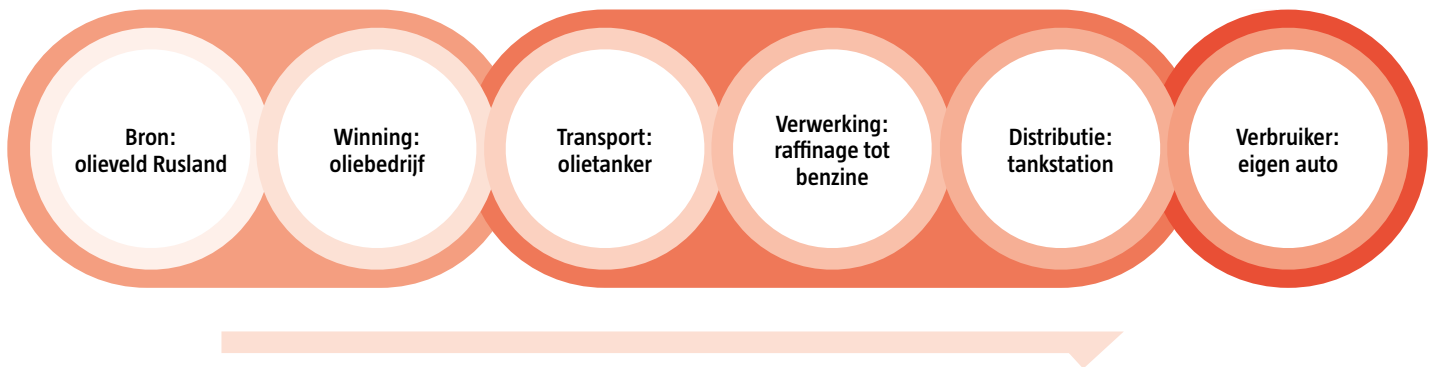 Bron:
olieveld Rusland
Winning:
oliebedrijf
Transport:
olietanker
Verwerking:
raffinage tot
benzine
Distributie:
tankstation
Verbruiker:
eigen auto